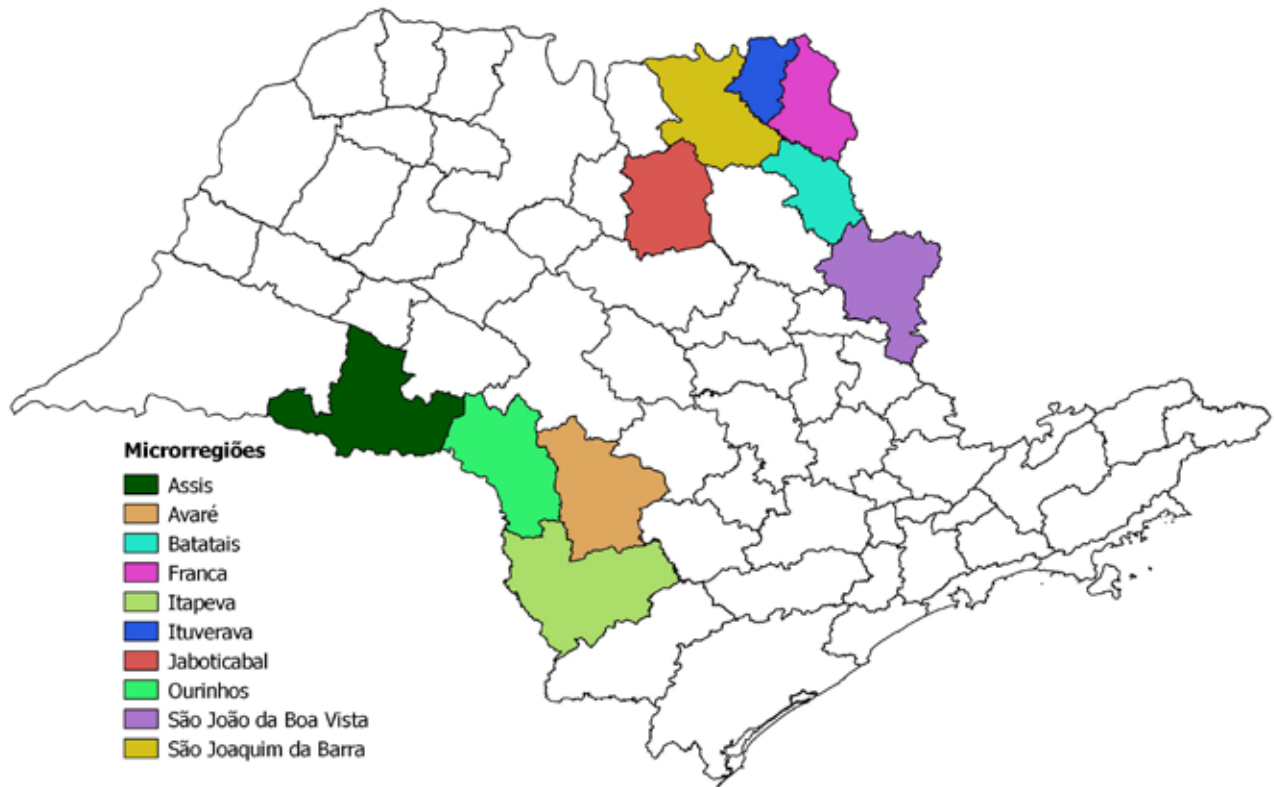 Microrregiões
Assis
Avaré
Batatais
Franca
Itapeva
Ituverava
Jaboticabal
Ourinhos
São João da Boa Vista
São Joaquim da Barra